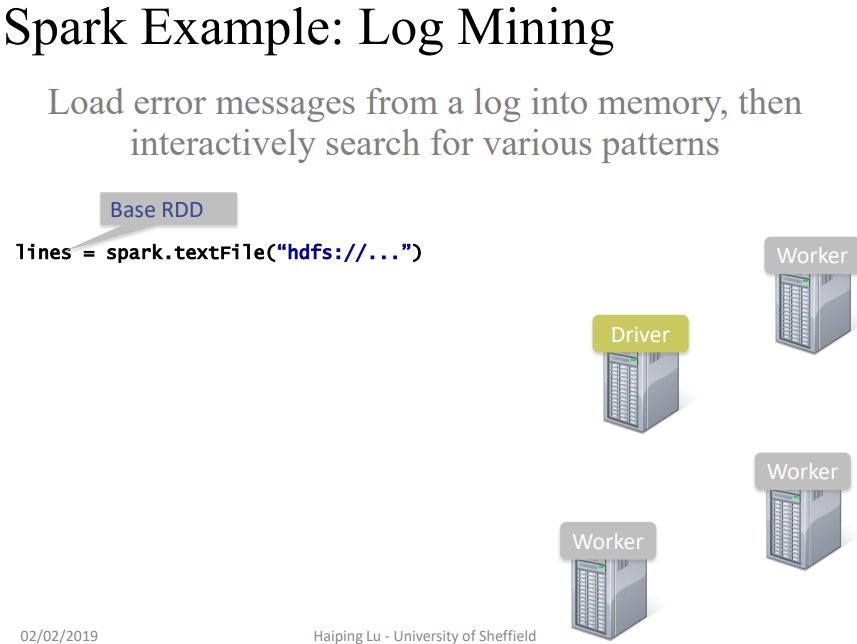 Spark Example: Log Mining
Load error messages from a log into memory, then
interactively search for various patterns
Base RDD
lines = spark.textFile(“hdfs://...”)
Worker
Driver
Worker
Worker
02/02/2019
Haiping Lu - University of Sheffield